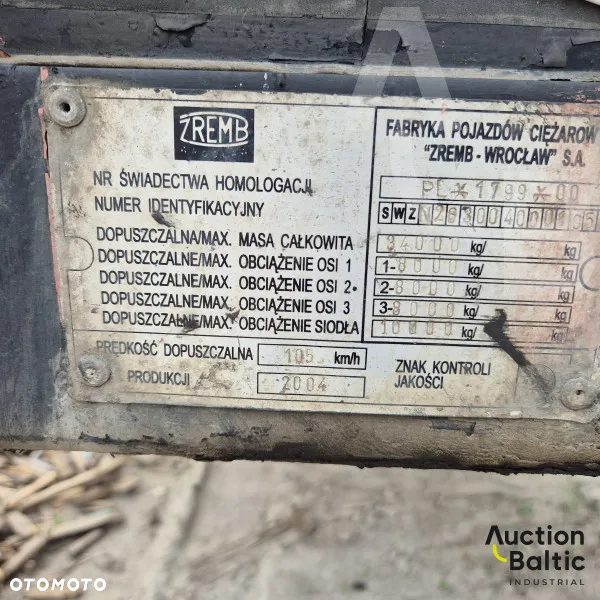 ZREMB
FABRYKA POJAZDÓW CIĘŻAROW
"ZREMB - WROCŁAW" S.A.
NR ŚWIADECTWA HOMOLOGACJI PL*1799*00
NUMER IDENTYFIKACYJNY SWZN26300400
DOPUSZCZALNA/MAX. MASA CAŁKOWITA 34000 kg/ kg
DOPUSZCZALNE/MAX. OBCIĄŻENIE OSI 1 1-8000 kg/ kg
DOPUSZCZALNE/MAX. OBCIĄŻENIE OSI 2 2-8000 kg/ kg
DOPUSZCZALNE/MAX. OBCIĄŻENIE OSI 3 3-8000 kg/ kg
DOPUSZCZALNE/MAX. OBCIĄŻENIE SIODŁA 10000 kg/ kg
PRĘDKOŚĆ DOPUSZCZALNA 105 km/h
PRODUKCJI 2004
ZNAK KONTROLI
JAKOŚCI
Auction
Baltic
INDUSTRIAL
OTOMOTO